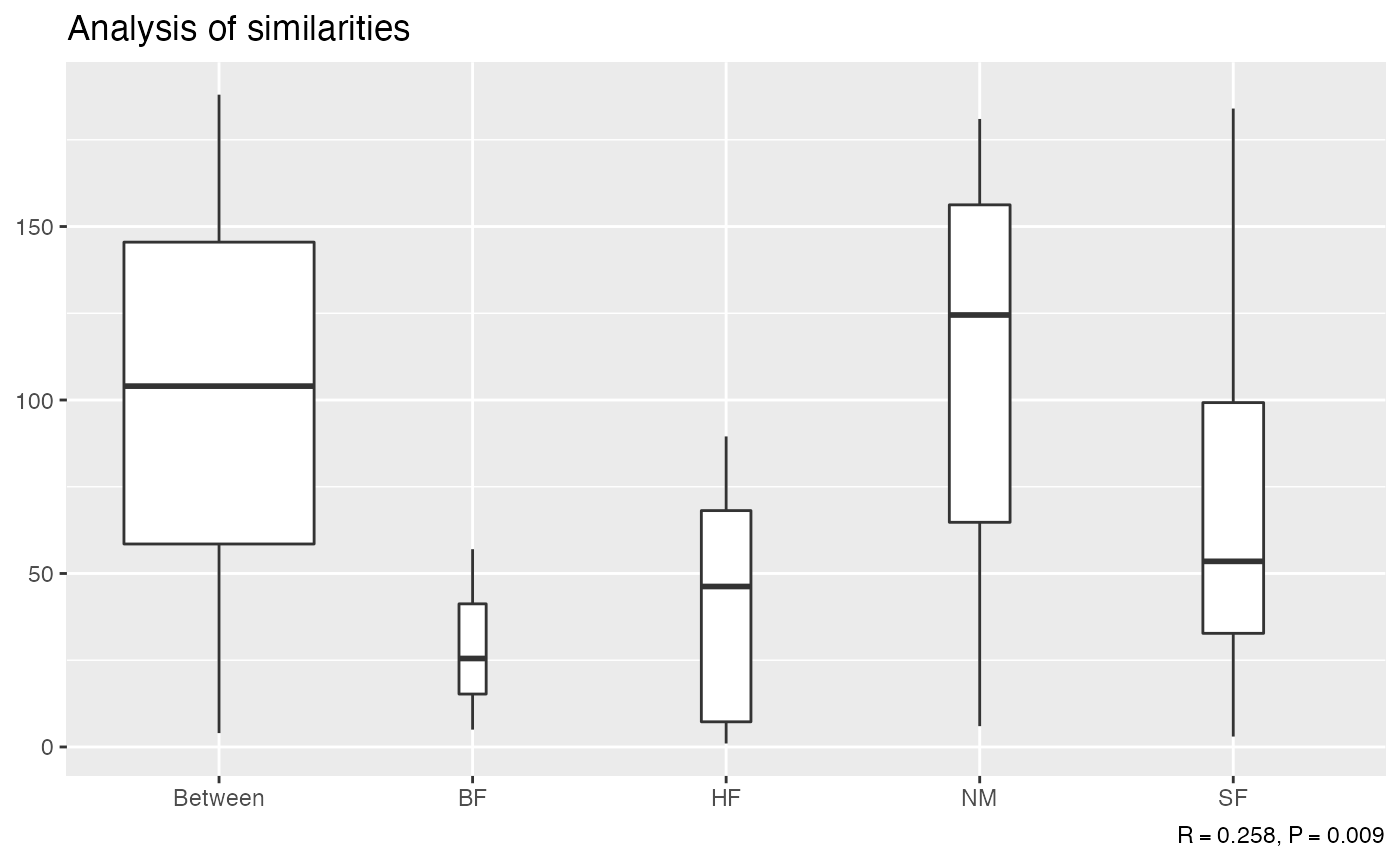 Analysis of similarities
150
100
50
0
Between BF HF NM SF
R = 0.258, P = 0.009